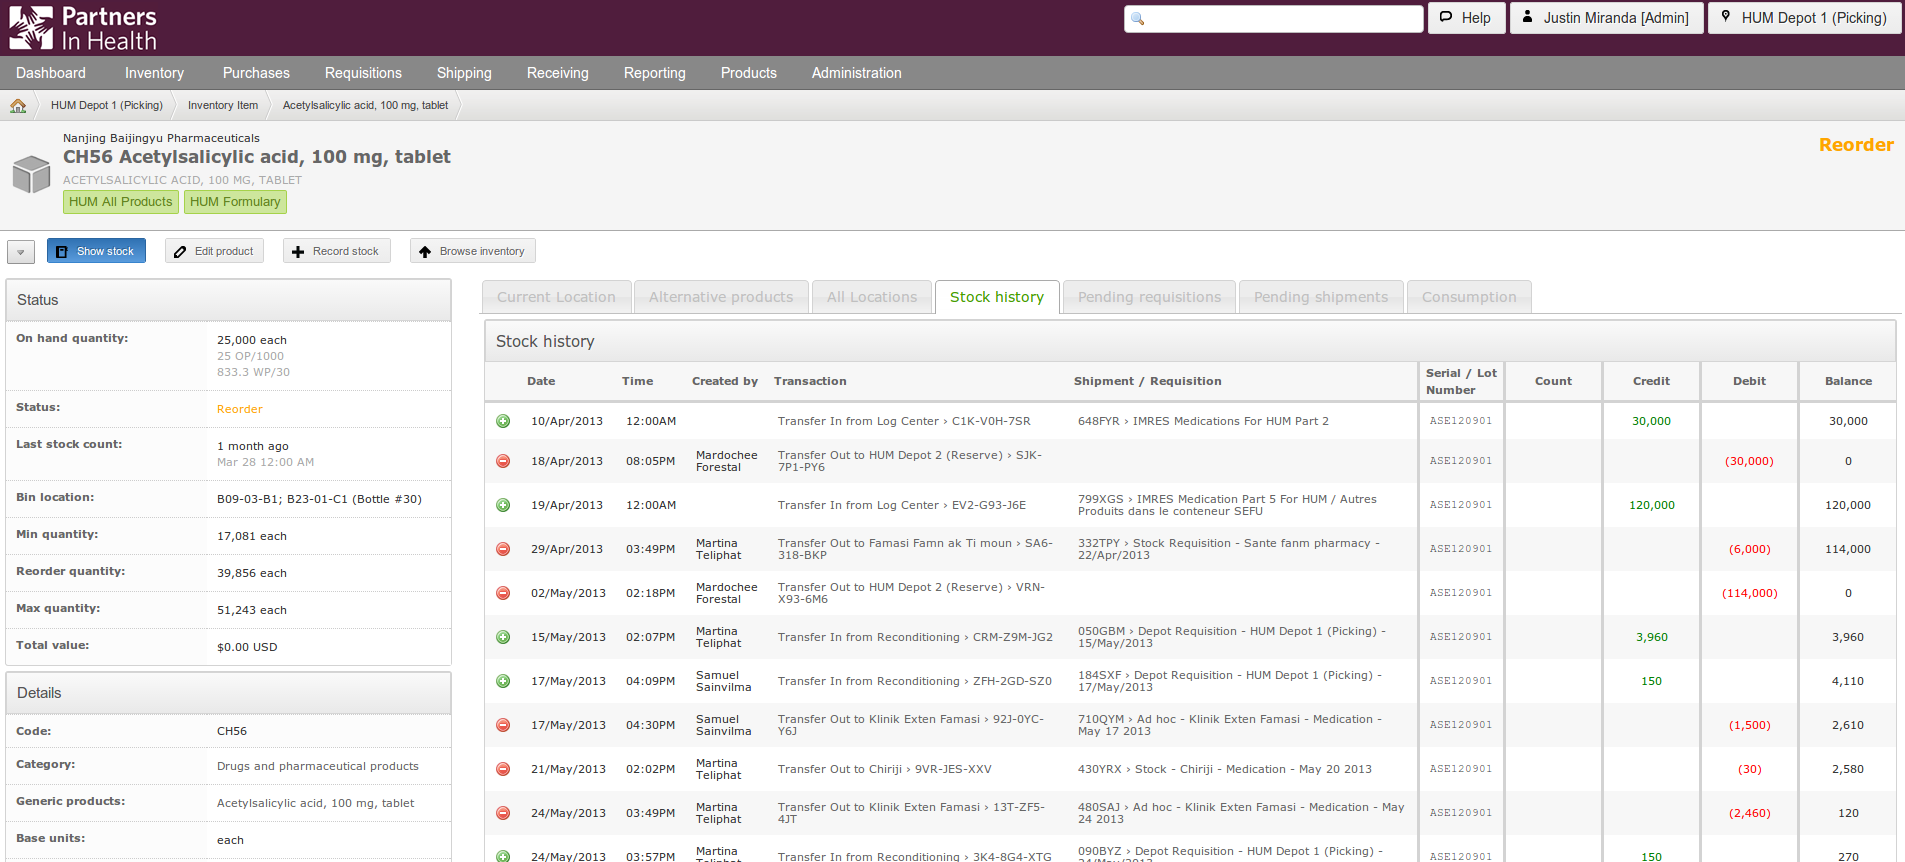 Partners
In Health
Help
Justin Miranda [Admin]
HUM Depot 1 (Picking)
Dashboard Inventory Purchases Requisitions Shipping Receiving Reporting Products Administration
HUM Depot 1 (Picking) Inventory Item Acetylsalicylic acid, 100 mg, tablet
Nanjing Baijingyu Pharmaceuticals
CH56 Acetylsalicylic acid, 100 mg, tablet
ACETYLSALICYLIC ACID, 100 MG, TABLET
HUM All Products HUM Formulary
Reorder
Show stock Edit product Record stock Browse inventory
Status
On hand quantity: 25,000 each
25 OP/1000
833.3 WP/30
Status: Reorder
Last stock count: 1 month ago
Mar 28 12:00 AM
Bin location: B09-03-B1; B23-01-C1 (Bottle #30)
Min quantity: 17,081 each
Reorder quantity: 39,856 each
Max quantity: 51,243 each
Total value: $0.00 USD
Details
Code: CH56
Category: Drugs and pharmaceutical products
Generic products: Acetylsalicylic acid, 100 mg, tablet
Base units: each
Current Location Alternative products All Locations Stock history Pending requisitions Pending shipments Consumption
Stock history
Date Time Created by Transaction Shipment / Requisition Serial / Lot Number Count Credit Debit Balance
10/Apr/2013 12:00AM Transfer In from Log Center › C1K-V0H-7SR 648FYR › IMRES Medications For HUM Part 2 ASE120901 30,000 30,000
18/Apr/2013 08:05PM Mardochee Forestal Transfer Out to HUM Depot 2 (Reserve) › SJK-7P1-PY6 ASE120901 (30,000) 0
19/Apr/2013 12:00AM Transfer In from Log Center › EV2-G93-J6E 799XGS › IMRES Medication Part 5 For HUM / Autres Produits dans le conteneur SEFU ASE120901 120,000 120,000
29/Apr/2013 03:49PM Martina Teliphat Transfer Out to Famasi Famn ak Ti moun › SA6-318-BKP 332TPY › Stock Requisition - Sante fanm pharmacy - 22/Apr/2013 ASE120901 (6,000) 114,000
02/May/2013 02:18PM Mardochee Forestal Transfer Out to HUM Depot 2 (Reserve) › VRN-X93-6M6 ASE120901 (114,000) 0
15/May/2013 02:07PM Martina Teliphat Transfer In from Reconditioning › CRM-Z9M-JG2 050GBM › Depot Requisition - HUM Depot 1 (Picking) - 15/May/2013 ASE120901 3,960 3,960
17/May/2013 04:09PM Samuel Sainvilma Transfer In from Reconditioning › ZFH-2GD-SZ0 184SXF › Depot Requisition - HUM Depot 1 (Picking) - 17/May/2013 ASE120901 150 4,110
17/May/2013 04:30PM Samuel Sainvilma Transfer Out to Klinik Exten Famasi › 92J-0YC-Y6J 710QYM › Ad hoc - Klinik Exten Famasi - Medication - May 17 2013 ASE120901 (1,500) 2,610
21/May/2013 02:02PM Martina Teliphat Transfer Out to Chiriji › 9VR-JES-XXV 430YRX › Stock - Chiriji - Medication - May 20 2013 ASE120901 (30) 2,580
24/May/2013 03:49PM Martina Teliphat Transfer Out to Klinik Exten Famasi › 13T-ZF5-4JT 480SAJ › Ad hoc - Klinik Exten Famasi - Medication - May 24 2013 ASE120901 (2,460) 120
24/May/2013 03:57PM Martina Transfer In from Reconditioning › 3K4-8G4-XTG 090BYZ › Depot Requisition - HUM Depot 1 (Picking) - ASE120901 150 270